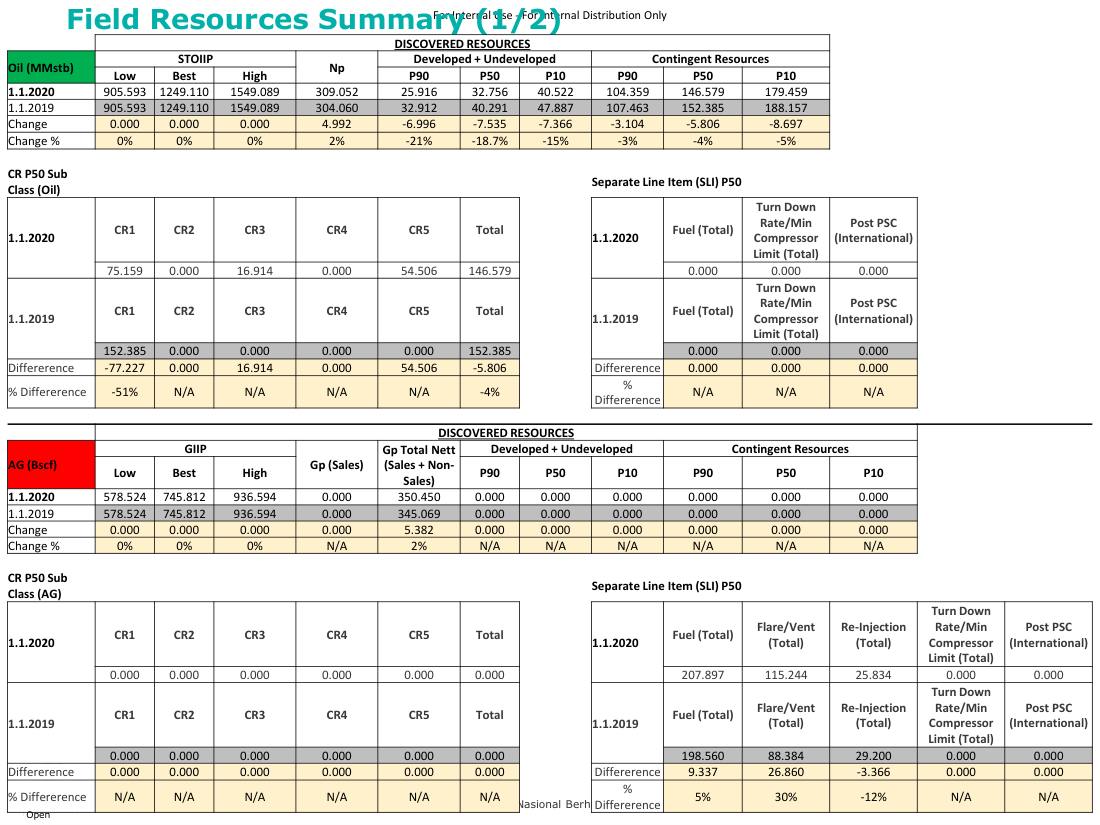 Field Resources Summary (1/2)
For Internal Use - For Internal Distribution Only
DISCOVERED RESOURCES
Oil (MMstb) STOIIP Np Developed + Undeveloped Contingent Resources
Low Best High P90 P50 P10 P90 P50 P10
1.1.2020 905.593 1249.110 1549.089 309.052 25.916 32.756 40.522 104.359 146.579 179.459
1.1.2019 905.593 1249.110 1549.089 304.060 32.912 40.291 47.887 107.463 152.385 188.157
Change 0.000 0.000 0.000 4.992 -6.996 -7.535 -7.366 -3.104 -5.806 -8.697
Change % 0% 0% 0% 2% -21% -18.7% -15% -3% -4% -5%
CR P50 Sub
Class (Oil)
1.1.2020 CR1 CR2 CR3 CR4 CR5 Total
75.159 0.000 16.914 0.000 54.506 146.579
1.1.2019 CR1 CR2 CR3 CR4 CR5 Total
152.385 0.000 0.000 0.000 0.000 152.385
Differerence -77.227 0.000 16.914 0.000 54.506 -5.806
% Differerence -51% N/A N/A N/A N/A -4%
Separate Line Item (SLI) P50
1.1.2020 Fuel (Total)
Turn Down
Rate/Min
Compressor
Limit (Total)
Post PSC
(International)
0.000 0.000 0.000
1.1.2019 Fuel (Total)
Turn Down
Rate/Min
Compressor
Limit (Total)
Post PSC
(International)
0.000 0.000 0.000
Differerence 0.000 0.000 0.000
%
Differerence N/A N/A N/A
DISCOVERED RESOURCES
AG (Bscf) GIIP Gp (Sales)
Gp Total Nett
(Sales + Non-
Sales)
Developed + Undeveloped Contingent Resources
Low Best High P90 P50 P10 P90 P50 P10
1.1.2020 578.524 745.812 936.594 0.000 350.450 0.000 0.000 0.000 0.000 0.000 0.000
1.1.2019 578.524 745.812 936.594 0.000 345.069 0.000 0.000 0.000 0.000 0.000 0.000
Change 0.000 0.000 0.000 0.000 5.382 0.000 0.000 0.000 0.000 0.000 0.000
Change % 0% 0% 0% N/A 2% N/A N/A N/A N/A N/A N/A
CR P50 Sub
Class (AG)
1.1.2020 CR1 CR2 CR3 CR4 CR5 Total
0.000 0.000 0.000 0.000 0.000 0.000
1.1.2019 CR1 CR2 CR3 CR4 CR5 Total
0.000 0.000 0.000 0.000 0.000 0.000
Differerence 0.000 0.000 0.000 0.000 0.000 0.000
% Differerence N/A N/A N/A N/A N/A N/A
Separate Line Item (SLI) P50
1.1.2020 Fuel (Total)
Flare/Vent
(Total)
Re-Injection
(Total)
Turn Down
Rate/Min
Compressor
Limit (Total)
Post PSC
(International)
207.897 115.244 25.834 0.000 0.000
1.1.2019 Fuel (Total)
Flare/Vent
(Total)
Re-Injection
(Total)
Turn Down
Rate/Min
Compressor
Limit (Total)
Post PSC
(International)
198.560 88.384 29.200 0.000 0.000
Differerence 9.337 26.860 -3.366 0.000 0.000
%
Differerence 5% 30% -12% N/A N/A
Nasional Berh
Open